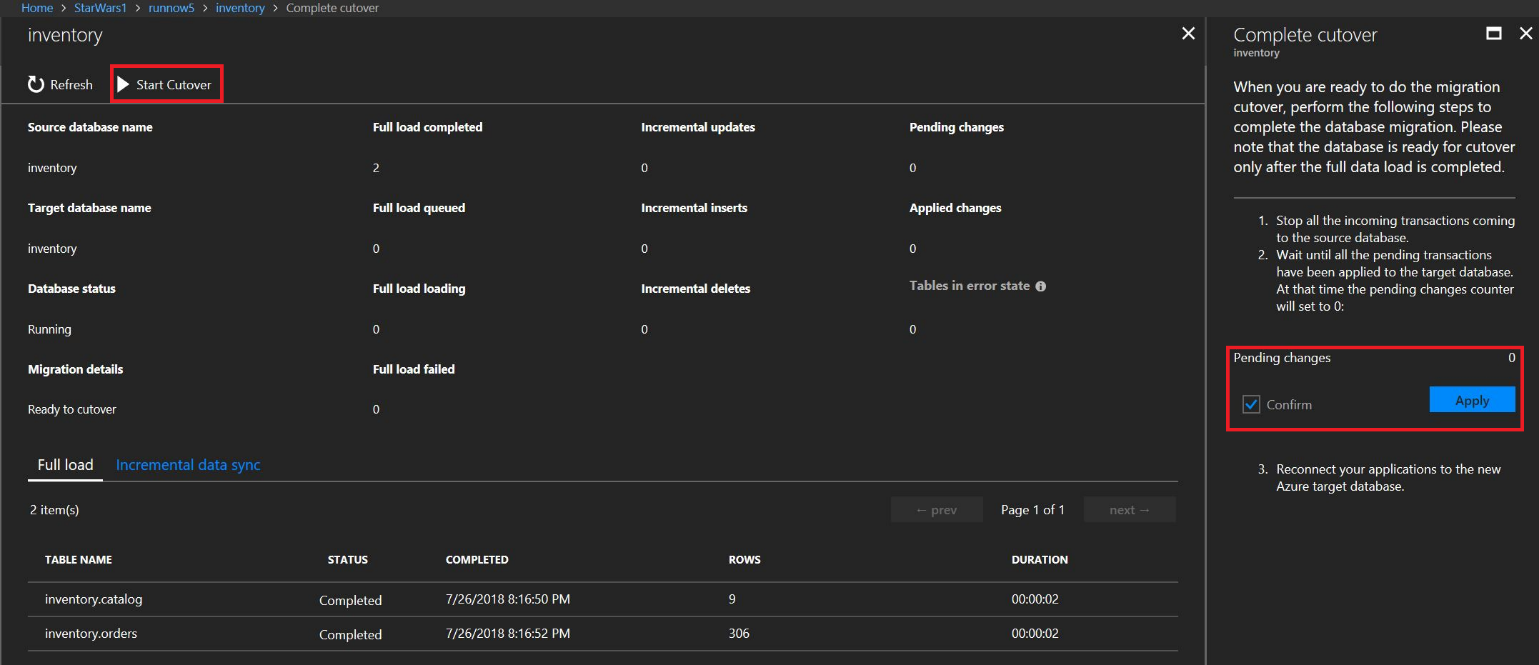 Home > StarWars1 > runnow5 > inventory > Complete cutover
inventory
Refresh Start Cutover
Source database name Full load completed Incremental updates Pending changes
inventory 2 0 0
Target database name Full load queued Incremental inserts Applied changes
inventory 0 0 0
Database status Full load loading Incremental deletes Tables in error state
Running 0 0 0
Migration details Full load failed
Ready to cutover 0
Full load Incremental data sync
2 item(s) ← prev Page 1 of 1 next →
TABLE NAME STATUS COMPLETED ROWS DURATION
inventory.catalog Completed 7/26/2018 8:16:50 PM 9 00:00:02
inventory.orders Completed 7/26/2018 8:16:52 PM 306 00:00:02
Complete cutover
inventory
When you are ready to do the migration
cutover, perform the following steps to
complete the database migration. Please
note that the database is ready for cutover
only after the full data load is completed.
1. Stop all the incoming transactions coming
to the source database.
2. Wait until all the pending transactions
have been applied to the target database.
At that time the pending changes counter
will set to 0:
Pending changes 0
Confirm Apply
3. Reconnect your applications to the new
Azure target database.